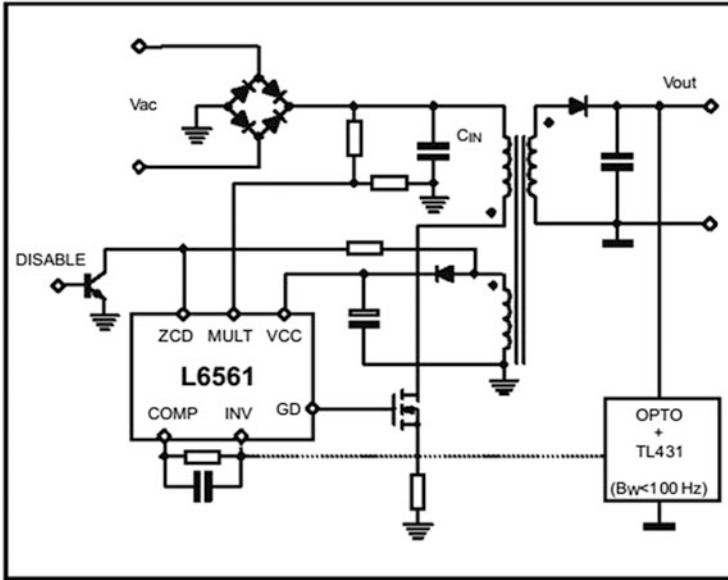 Vac
CIN
Vout
DISABLE
ZCD MULT VCC
L6561
GD
COMP INV
OPTO
+
TL431
(BW<100 Hz)